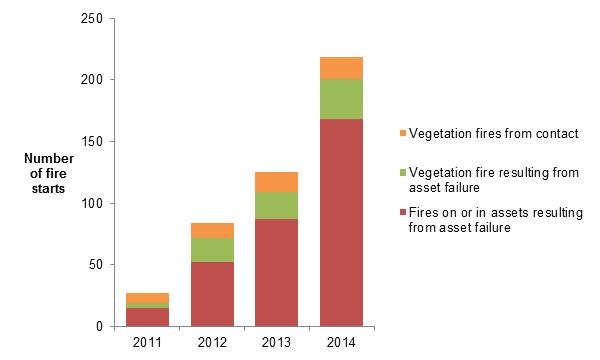 250
200
150
100
50
0
Number
of fire
starts
2011 2012 2013 2014
Vegetation fires from contact
Vegetation fire resulting from
asset failure
Fires on or in assets resulting
from asset failure